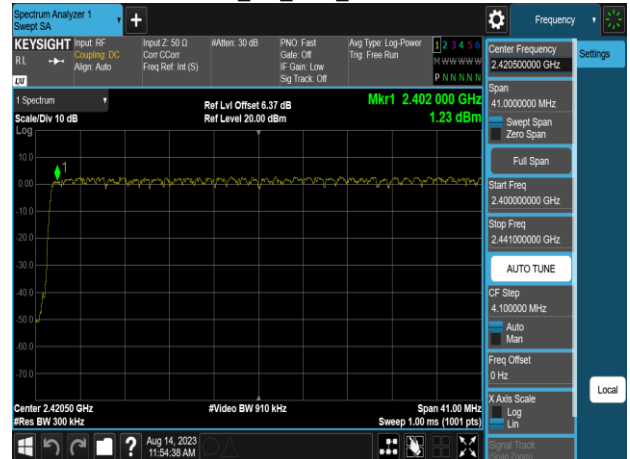 Spectrum Analyzer 1
Swept SA
+
Frequency
KEYSIGHT
RL
LXI
Input: RF
Coupling: DC
Align: Auto
Input Z: 50 Ω
Corr CCorr
Freq Ref: Int (S)
#Atten: 30 dB
PNO: Fast
Gate: Off
IF Gain: Low
Sig Track: Off
Avg Type: Log-Power
Trig: Free Run
1 2 3 4 5 6
M W W W W W
P N N N N N
1 Spectrum
Scale/Div 10 dB
Log
Ref Lvl Offset 6.37 dB
Ref Level 20.00 dBm
Mkr1 2.402 000 GHz
1.23 dBm
1
10.0
0.00
-10.0
-20.0
-30.0
-40.0
-50.0
-60.0
-70.0
Center 2.42050 GHz
#Res BW 300 kHz
#Video BW 910 kHz
Span 41.00 MHz
Sweep 1.00 ms (1001 pts)
?
Aug 14, 2023
11:54:38 AM
Center Frequency
2.420500000 GHz
Span
41.0000000 MHz
Swept Span
Zero Span
Full Span
Start Freq
2.400000000 GHz
Stop Freq
2.441000000 GHz
AUTO TUNE
CF Step
4.100000 MHz
Auto
Man
Freq Offset
0 Hz
X Axis Scale
Log
Lin
Signal Track
(Span Zoom)
Settings
Local